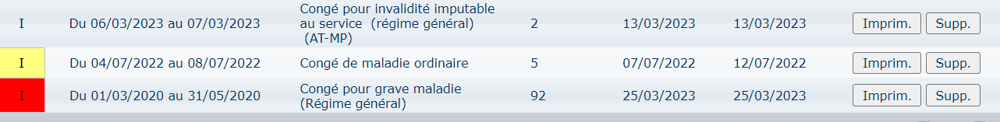 I Du 06/03/2023 au 07/03/2023 Congé pour invalidité imputable au service (régime général) (AT-MP) 2 13/03/2023 13/03/2023 Imprim. Supp.
I Du 04/07/2022 au 08/07/2022 Congé de maladie ordinaire 5 07/07/2022 12/07/2022 Imprim. Supp.
I Du 01/03/2020 au 31/05/2020 Congé pour grave maladie (Régime général) 92 25/03/2023 25/03/2023 Imprim. Supp.